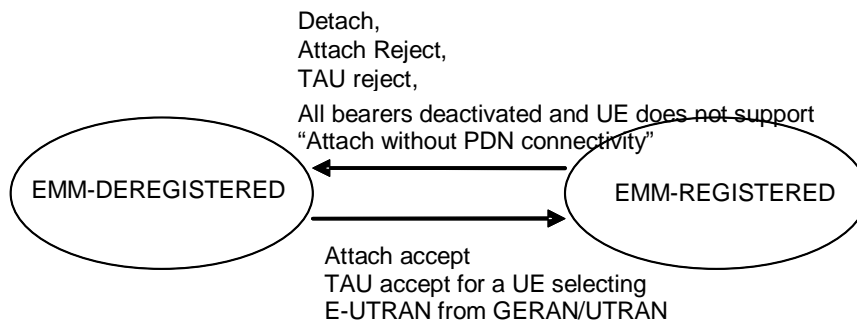 Detach,
Attach Reject,
TAU reject,
All bearers deactivated and UE does not support
“Attach without PDN connectivity”
EMM-DEREGISTERED
EMM-REGISTERED
Attach accept
TAU accept for a UE selecting
E-UTRAN from GERAN/UTRAN